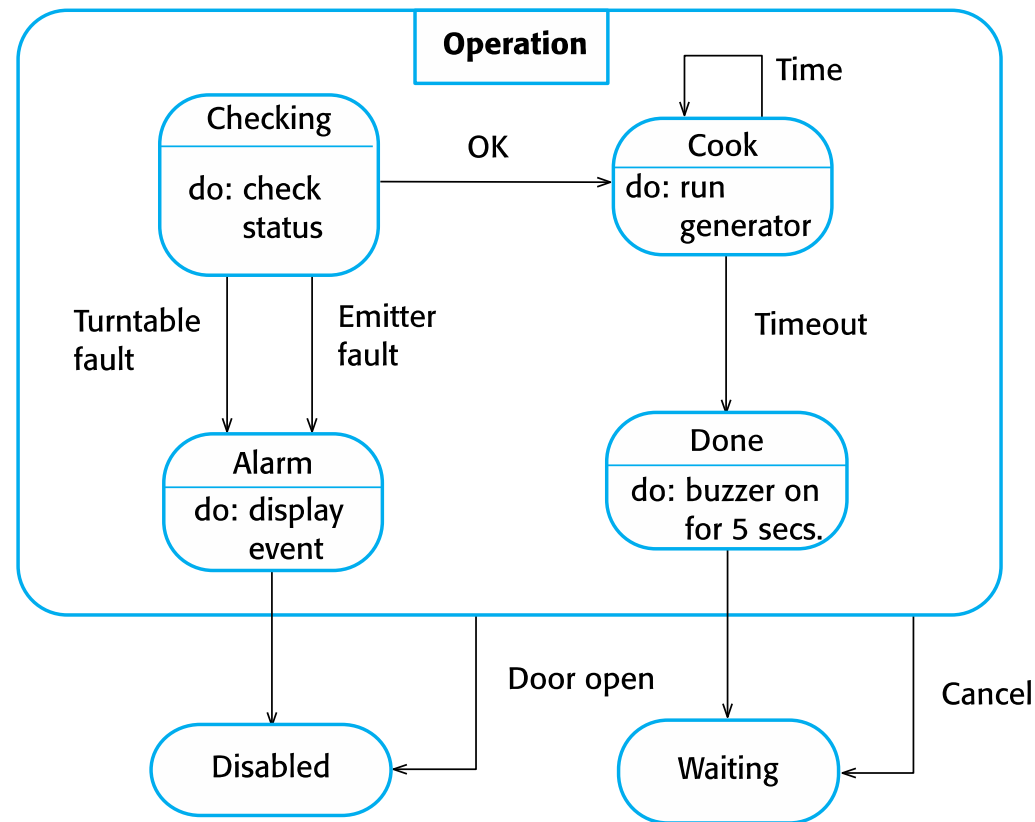 Operation
Time
Checking
OK
Cook
do: check
status
do: run
generator
Turntable
fault
Emitter
fault
Timeout
Alarm
do: display
event
Done
do: buzzer on
for 5 secs.
Door open
Cancel
Disabled
Waiting